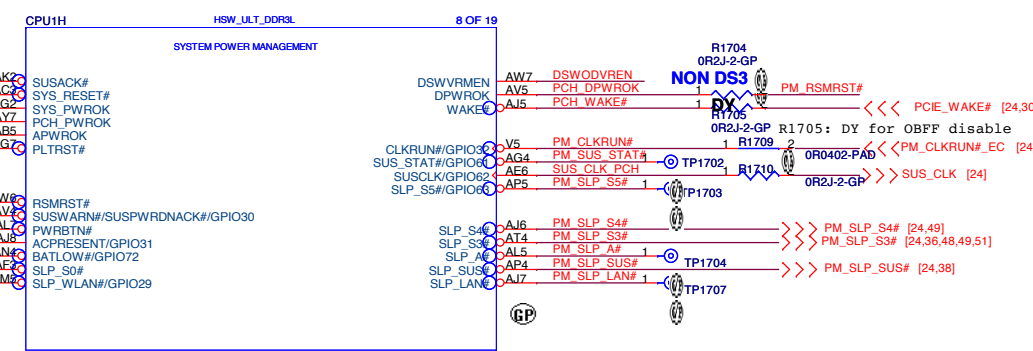 CPU1H HSW_ULT_DDR3L 8 OF 19
SYSTEM POWER MANAGEMENT
R1704
0R2J-2-GP
SUSACK# DSWVRMEN AW7 DSWODVREN NON DS3
SYS_RESET# DPWROK AV5 PCH_DPWROK 1 PM_RSMRST#
SYS_PWROK WAKE# AJ5 PCH_WAKE# 1 DY PCIE_WAKE# [24,30
PCH_PWROK R1705
APWROK 0R2J-2-GP R1705: DY for OBFF disable
PLTRST# CLKRUN#/GPIO32 V5 PM_CLKRUN# 1 R1709 2 PM_CLKRUN#_EC [24
SUS_STAT#/GPIO61 AG4 PM_SUS_STAT# 1 TP1702 0R0402-PAD
SUSCLK/GPIO62 AE6 SUS_CLK_PCH 1 R1710 SUS_CLK [24]
SLP_S5#/GPIO63 AP5 PM_SLP_S5# 1 TP1703 0R2J-2-GP
RSMRST#
SUSWARN#/SUSPWRDNACK#/GPIO30
PWRBTN# SLP_S4# AJ6 PM_SLP_S4# PM_SLP_S4# [24,49]
ACPRESENT/GPIO31 SLP_S3# AT4 PM_SLP_S3# PM_SLP_S3# [24,36,48,49,51]
BATLOW#/GPIO72 SLP_A# AL5 PM_SLP_A# 1 TP1704
SLP_S0# SLP_SUS# AP4 PM_SLP_SUS# PM_SLP_SUS# [24,38]
SLP_WLAN#/GPIO29 SLP_LAN# AJ7 PM_SLP_LAN# 1 TP1707
GP